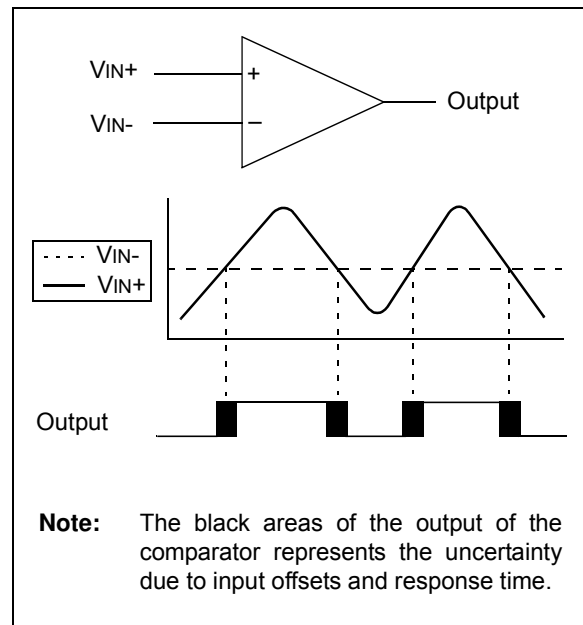 VIN+
+
Output
VIN-
–
VIN-
VIN+
Output
Note: The black areas of the output of the
comparator represents the uncertainty
due to input offsets and response time.